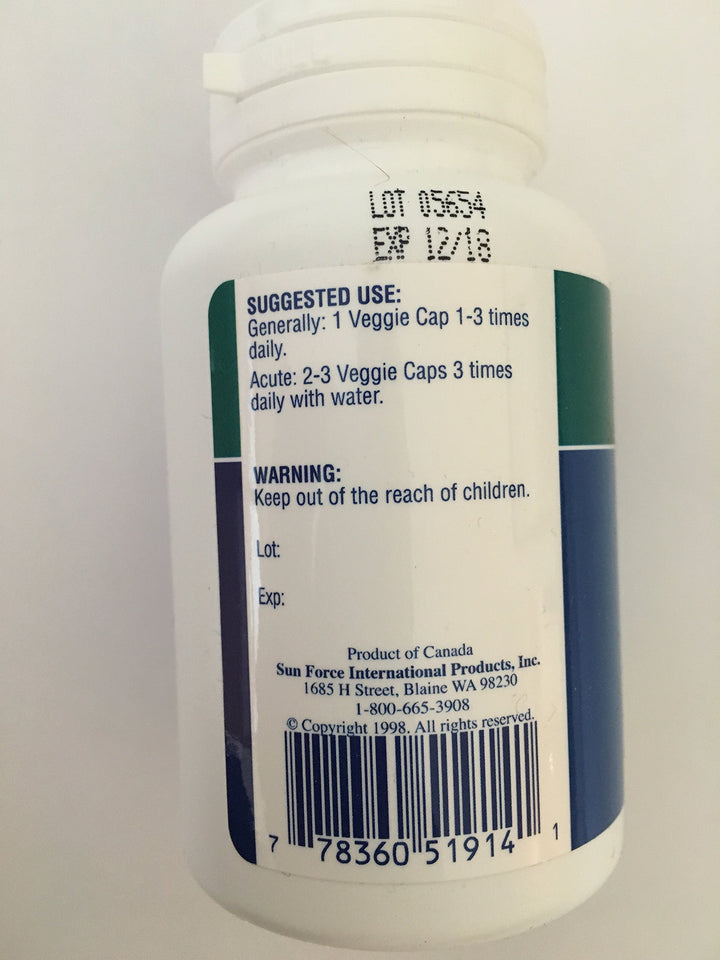 LOT 05654
EXP 12/18
SUGGESTED USE:
Generally: 1 Veggie Cap 1-3 times
daily.
Acute: 2-3 Veggie Caps 3 times
daily with water.
WARNING:
Keep out of the reach of children.
Lot:
Exp:
Product of Canada
Sun Force International Products, Inc.
1685 H Street, Blaine WA 98230
1-800-665-3908
© Copyright 1998. All rights reserved.
7 78360 51914 1